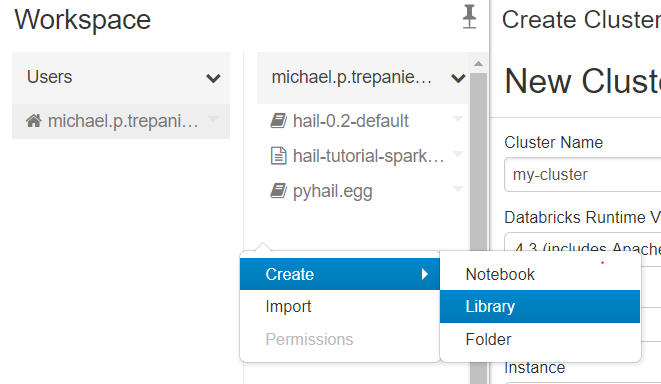 Workspace
Users
michael.p.trepani...
michael.p.trepanie...
hail-0.2-default
hail-tutorial-spark...
pyhail.egg
Create
Import
Permissions
Notebook
Library
Folder
Create Cluster
New Clust
Cluster Name
my-cluster
Databricks Runtime V
4.3 (includes Apache
Instance